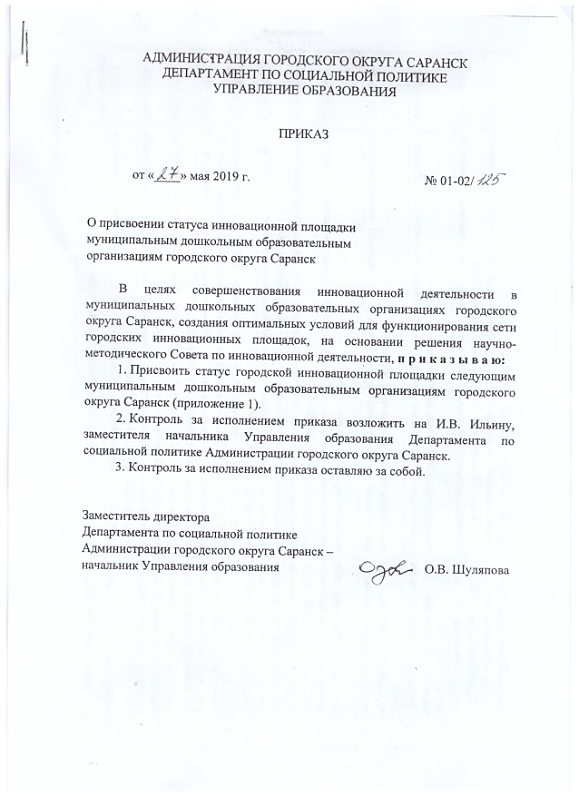 АДМИНИСТРАЦИЯ ГОРОДСКОГО ОКРУГА САРАНСК
ДЕПАРТАМЕНТ ПО СОЦИАЛЬНОЙ ПОЛИТИКЕ
УПРАВЛЕНИЕ ОБРАЗОВАНИЯ
ПРИКАЗ
от «27» мая 2019 г.
№ 01-02/125
О присвоении статуса инновационной площадки
муниципальным дошкольным образовательным
организациям городского округа Саранск
В целях совершенствования инновационной деятельности в
муниципальных дошкольных образовательных организациях городского
округа Саранск, создания оптимальных условий для функционирования сети
городских инновационных площадок, на основании решения научно-
методического Совета по инновационной деятельности, п р и к а з ы в а ю:
1. Присвоить статус городской инновационной площадки следующим
муниципальным дошкольным образовательным организациям городского
округа Саранск (приложение 1).
2. Контроль за исполнением приказа возложить на И.В. Ильину,
заместителя начальника Управления образования Департамента по
социальной политике Администрации городского округа Саранск.
3. Контроль за исполнением приказа оставляю за собой.
Заместитель директора
Департамента по социальной политике
Администрации городского округа Саранск –
начальник Управления образования
О.В. Шуляпова